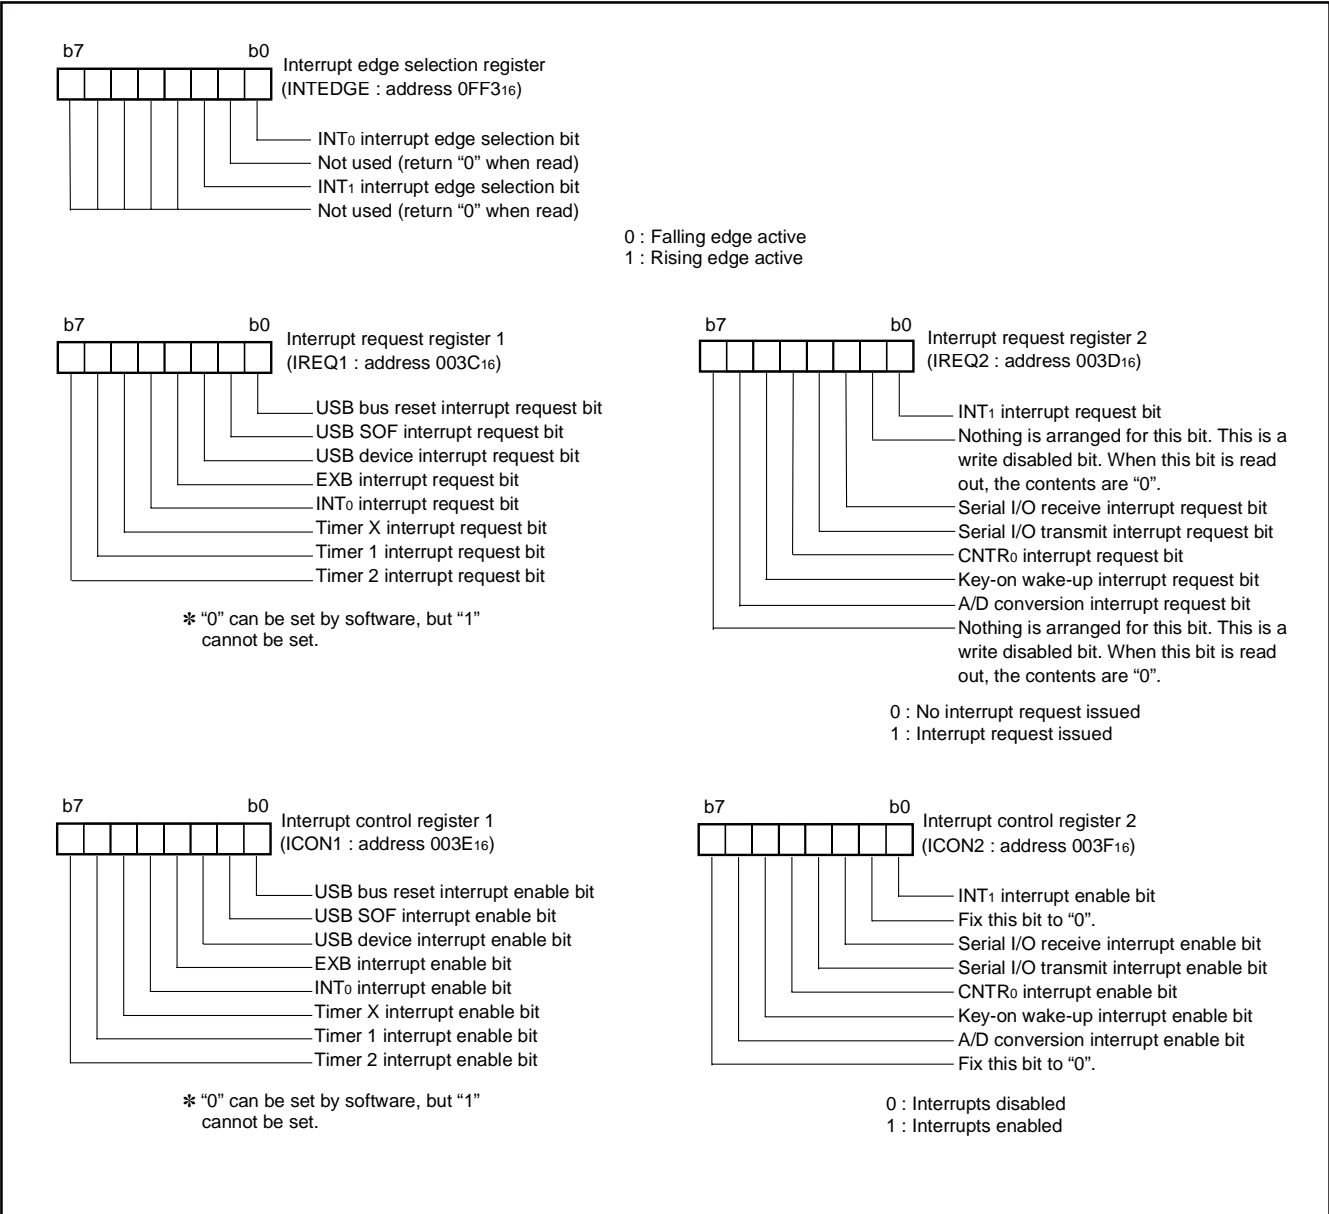 b7 b0
Interrupt edge selection register
(INTEDGE : address 0FF316)
INT0 interrupt edge selection bit
Not used (return “0” when read)
INT1 interrupt edge selection bit
Not used (return “0” when read)
0 : Falling edge active
1 : Rising edge active
b7 b0
Interrupt request register 1
(IREQ1 : address 003C16)
USB bus reset interrupt request bit
USB SOF interrupt request bit
USB device interrupt request bit
EXB interrupt request bit
INT0 interrupt request bit
Timer X interrupt request bit
Timer 1 interrupt request bit
Timer 2 interrupt request bit
✻ “0” can be set by software, but “1”
cannot be set.
b7 b0
Interrupt request register 2
(IREQ2 : address 003D16)
INT1 interrupt request bit
Nothing is arranged for this bit. This is a
write disabled bit. When this bit is read
out, the contents are “0”.
Serial I/O receive interrupt request bit
Serial I/O transmit interrupt request bit
CNTR0 interrupt request bit
Key-on wake-up interrupt request bit
A/D conversion interrupt request bit
Nothing is arranged for this bit. This is a
write disabled bit. When this bit is read
out, the contents are “0”.
0 : No interrupt request issued
1 : Interrupt request issued
b7 b0
Interrupt control register 1
(ICON1 : address 003E16)
USB bus reset interrupt enable bit
USB SOF interrupt enable bit
USB device interrupt enable bit
EXB interrupt enable bit
INT0 interrupt enable bit
Timer X interrupt enable bit
Timer 1 interrupt enable bit
Timer 2 interrupt enable bit
✻ “0” can be set by software, but “1”
cannot be set.
b7 b0
Interrupt control register 2
(ICON2 : address 003F16)
INT1 interrupt enable bit
Fix this bit to “0”.
Serial I/O receive interrupt enable bit
Serial I/O transmit interrupt enable bit
CNTR0 interrupt enable bit
Key-on wake-up interrupt enable bit
A/D conversion interrupt enable bit
Fix this bit to “0”.
0 : Interrupts disabled
1 : Interrupts enabled